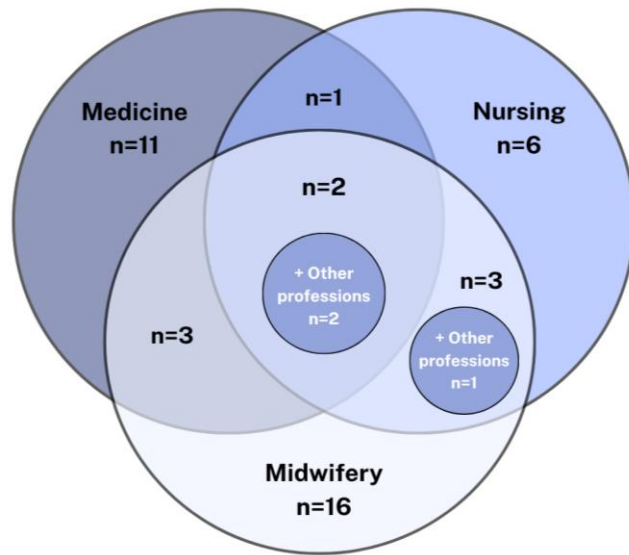 n=1
Medicine
n=11
Nursing
n=6
n=2
+ Other
professions
n=2
n=3
n=3
+ Other
professions
n=1
Midwifery
n=16